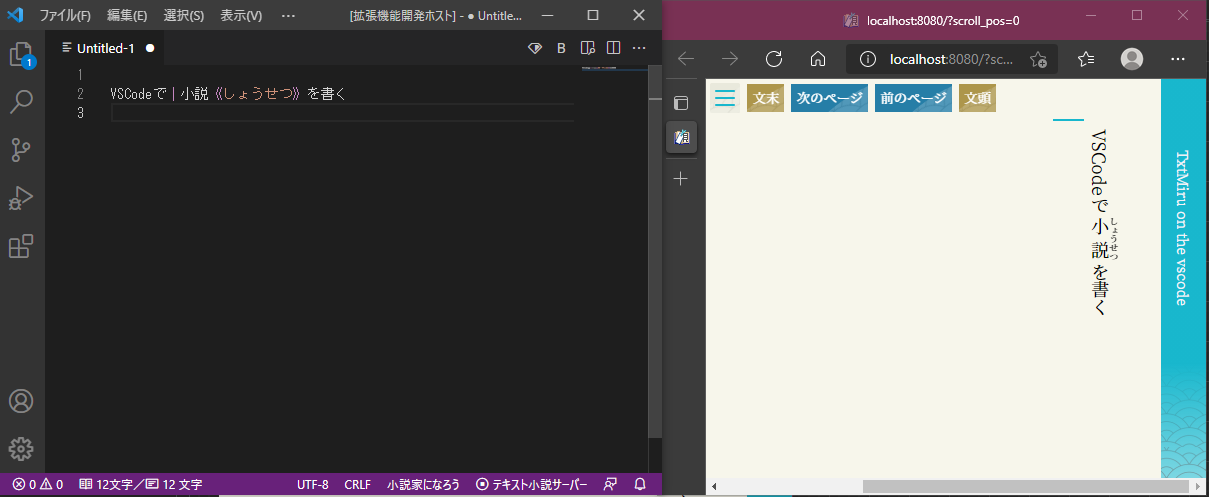 ファイル(F) 編集(E) 選択(S) 表示(V) ··· [拡張機能開発ホスト] - ● Untitle...
Untitled-1 ●
B
···
1
1
2 VSCodeで｜小説《しょうせつ》を書く
3
0 0 12文字／ 12 文字 UTF-8 CRLF 小説家になろう テキスト小説サーバー
localhost:8080/?scroll_pos=0
localhost:8080/?sc...
···
文末 次のページ 前のページ 文頭
TxtMiru on the vscode
VSCodeで小説を書く
しょうせつ